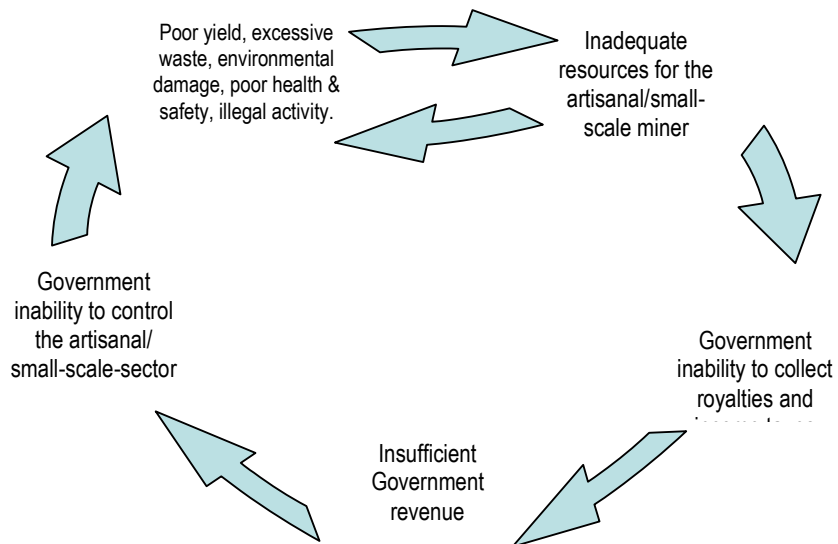 Poor yield, excessive
waste, environmental
damage, poor health &
safety, illegal activity.
Inadequate
resources for the
artisanal/small-
scale miner
Government
inability to collect
royalties and
Insufficient
Government
revenue
Government
inability to control
the artisanal/
small-scale-sector